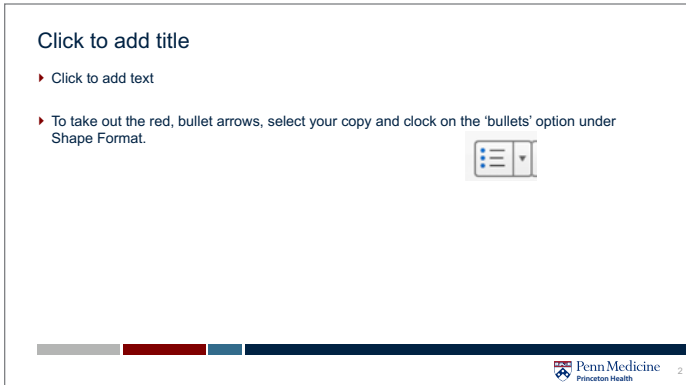 Click to add title
Click to add text
To take out the red, bullet arrows, select your copy and clock on the ‘bullets’ option under
Shape Format.
Penn Medicine
Princeton Health
2